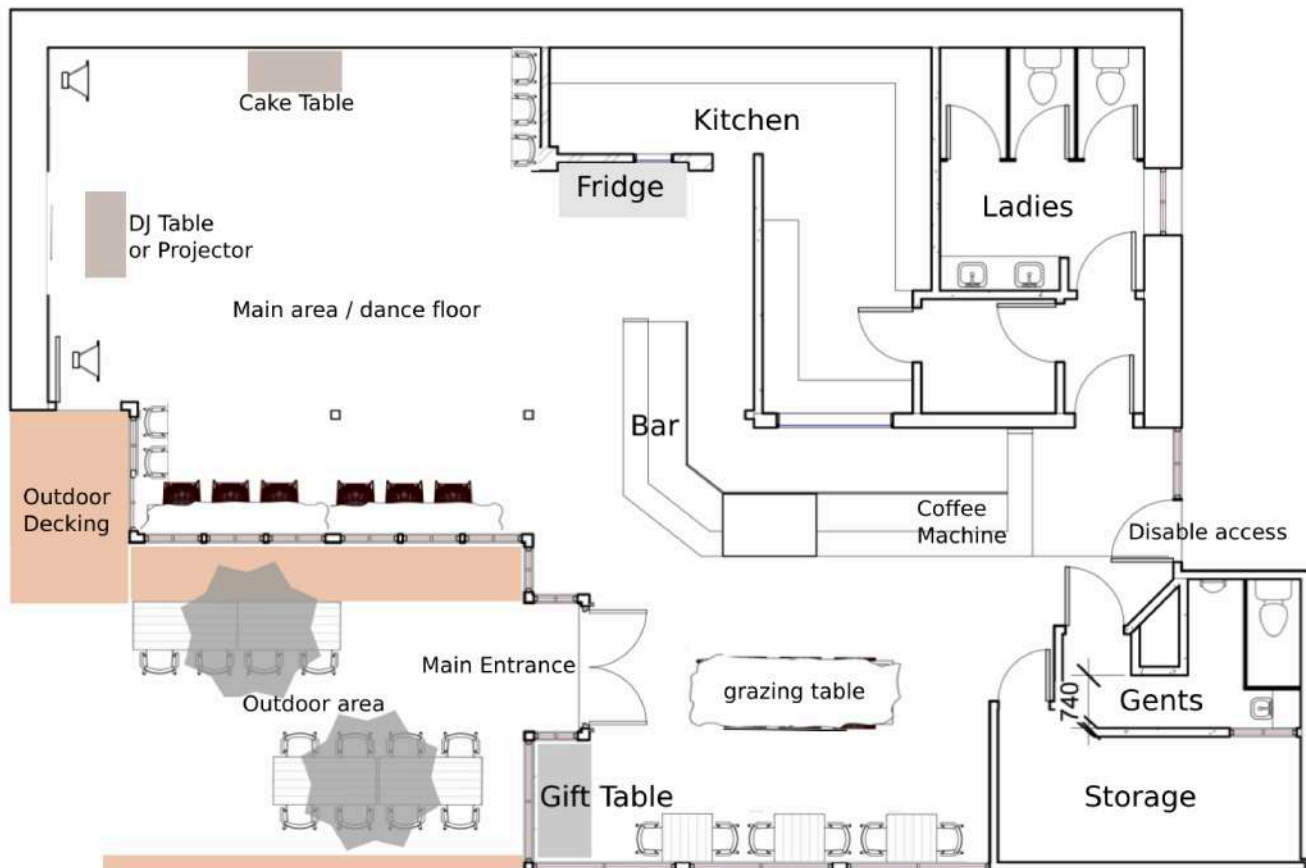 Cake Table
Kitchen
Fridge
Ladies
DJ Table
or Projector
Main area / dance floor
Bar
Outdoor
Decking
Coffee
Machine
Disable access
Main Entrance
grazing table
Outdoor area
740
Gents
Gift Table
Storage